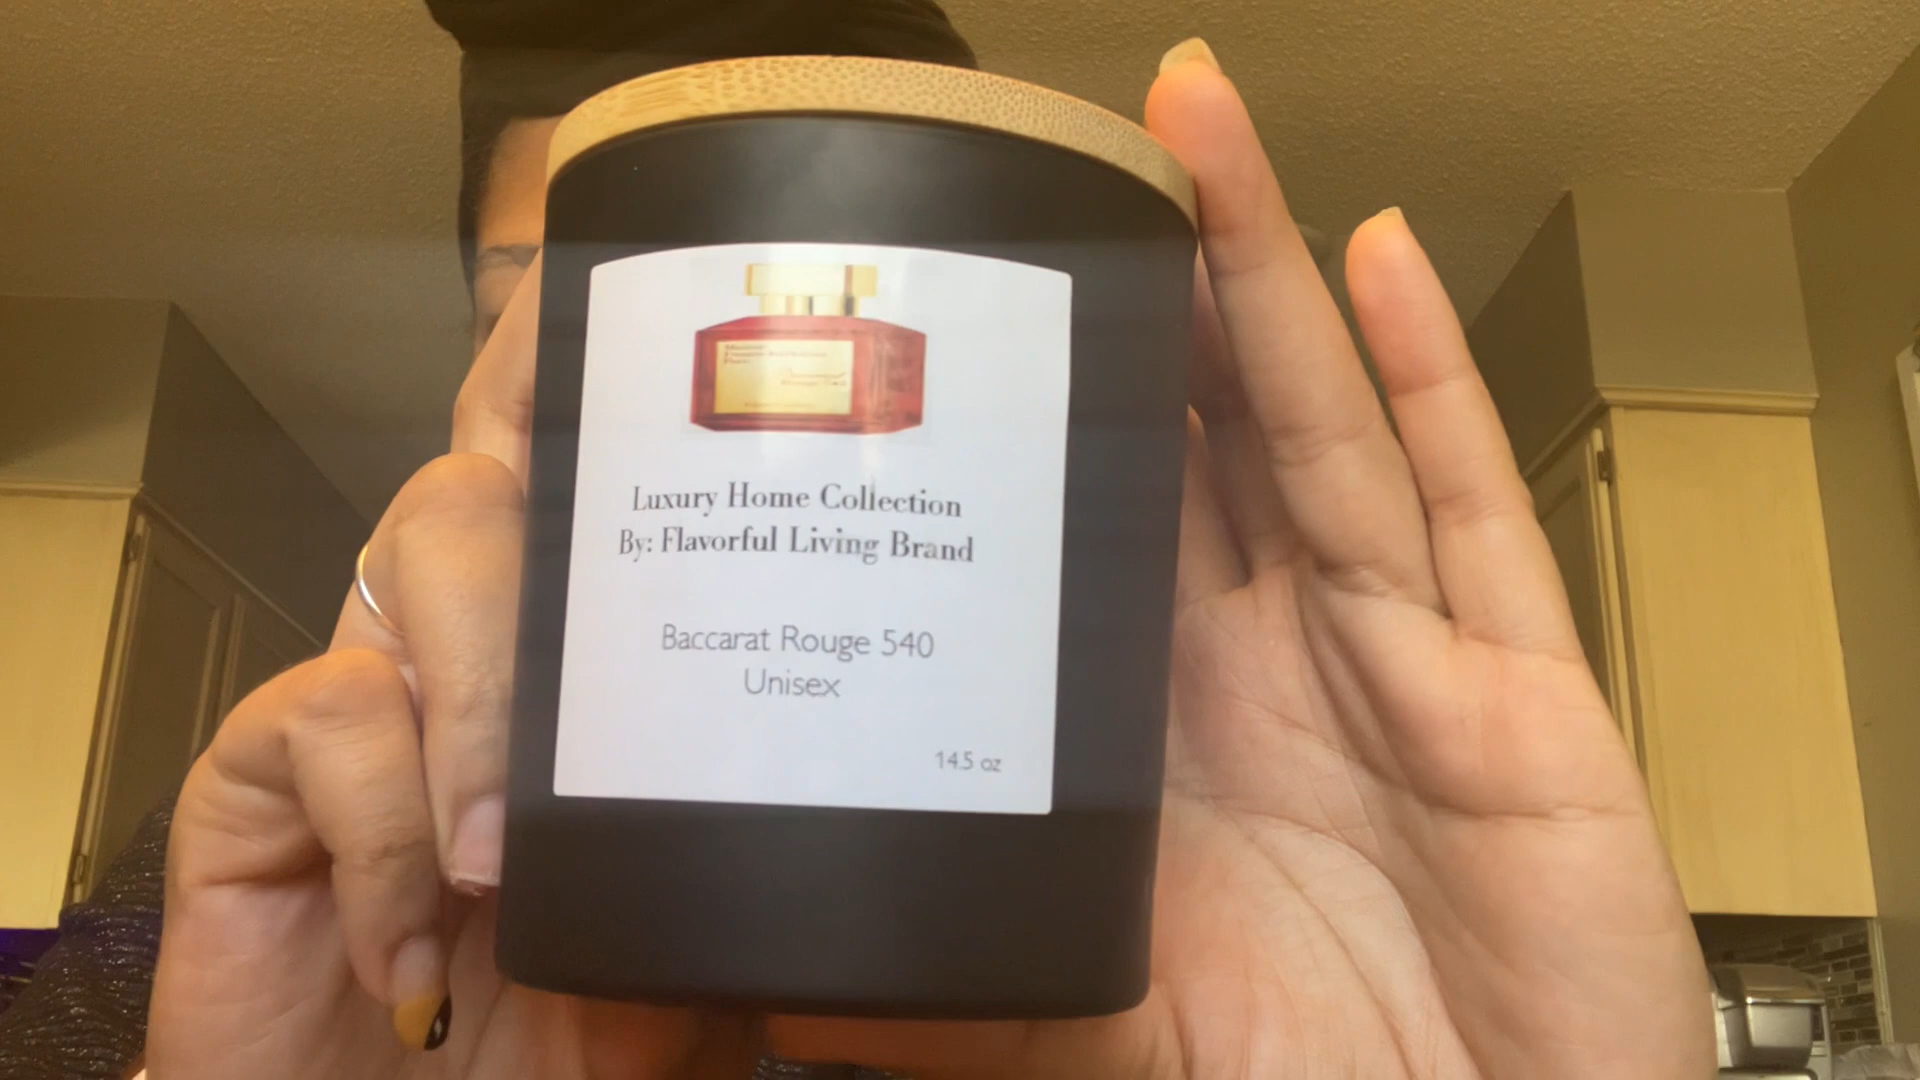 Luxury Home Collection
By: Flavorful Living Brand
Baccarat Rouge 540
Unisex
14.5 oz